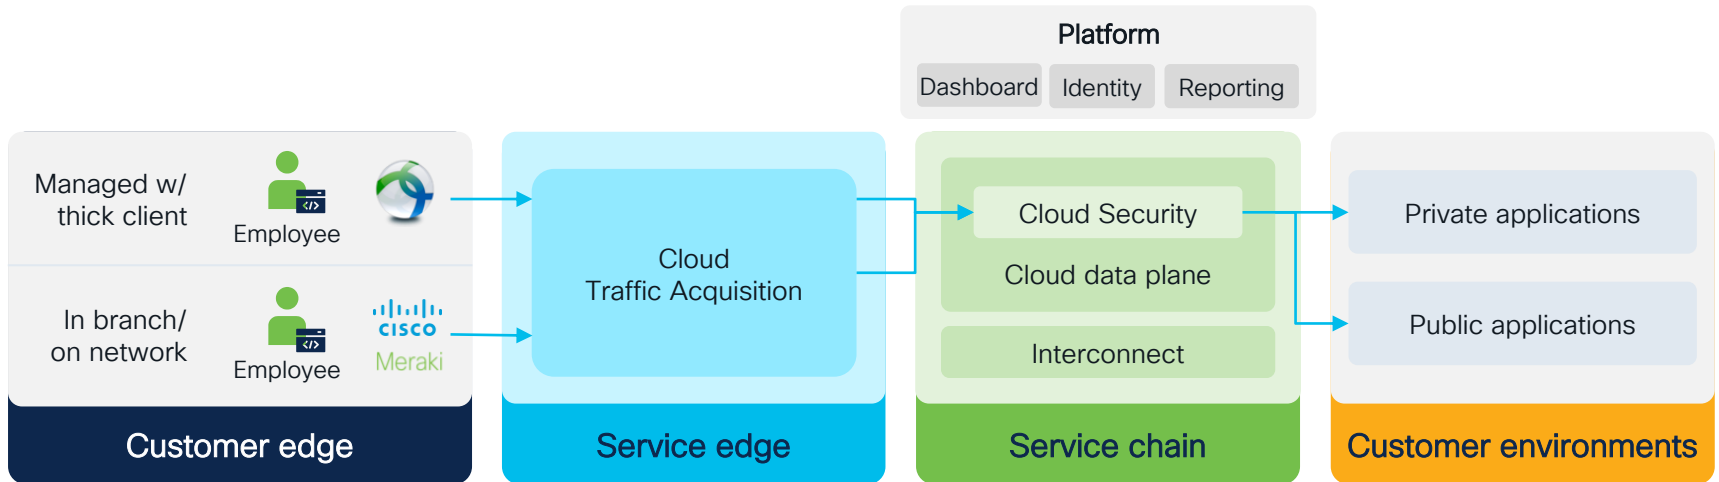 Platform
Dashboard
Identity
Reporting
Managed w/
thick client
Employee
In branch/
on network
Employee
CISCO
Meraki
Customer edge
Cloud
Traffic Acquisition
Service edge
Cloud Security
Cloud data plane
Interconnect
Service chain
Private applications
Public applications
Customer environments